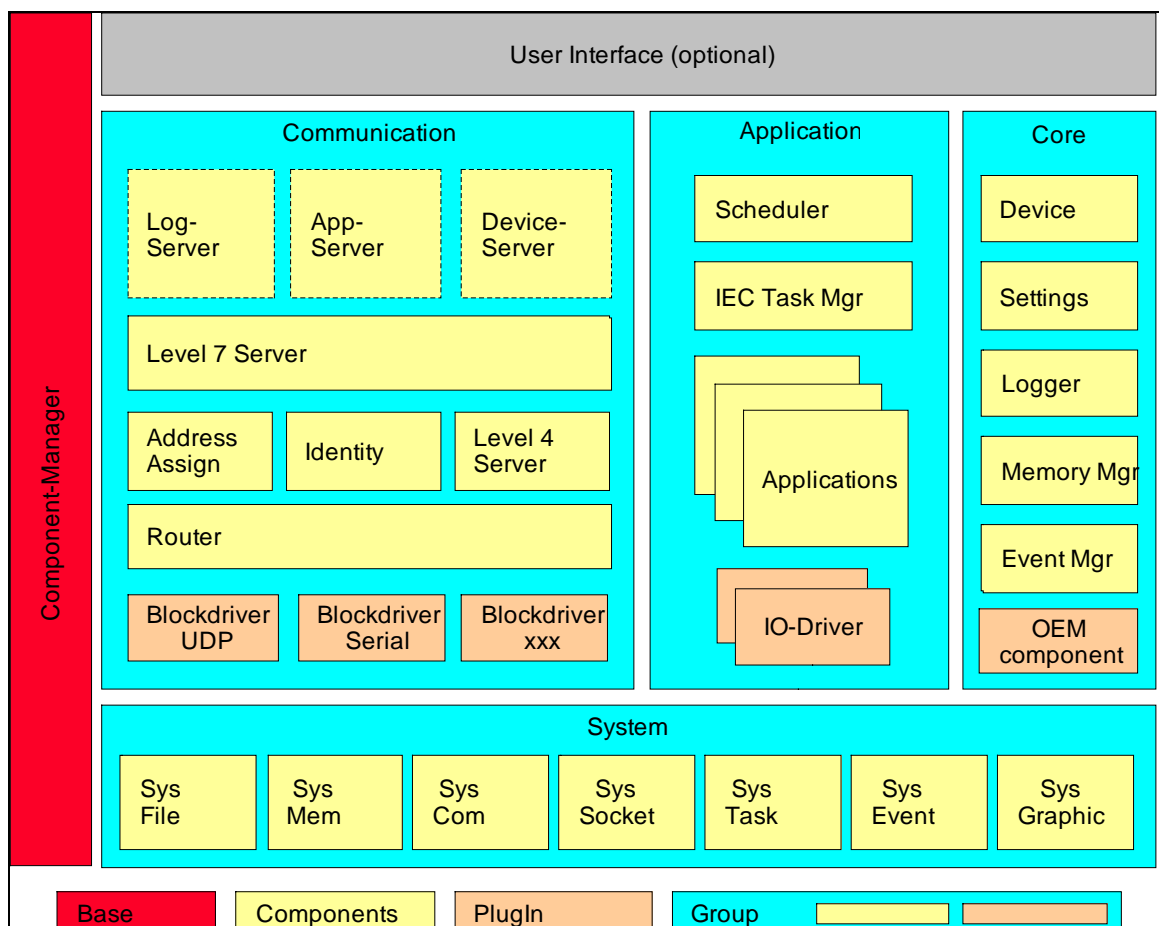 User Interface (optional)
Component-Manager
Communication
Log-
Server
App-
Server
Device-
Server
Level 7 Server
Address
Assign
Identity
Level 4
Server
Router
Blockdriver
UDP
Blockdriver
Serial
Blockdriver
xxx
Application
Scheduler
IEC Task Mgr
Applications
IO-Driver
Core
Device
Settings
Logger
Memory Mgr
Event Mgr
OEM
component
System
Sys
File
Sys
Mem
Sys
Com
Sys
Socket
Sys
Task
Sys
Event
Sys
Graphic
Base
Components
PlugIn
Group